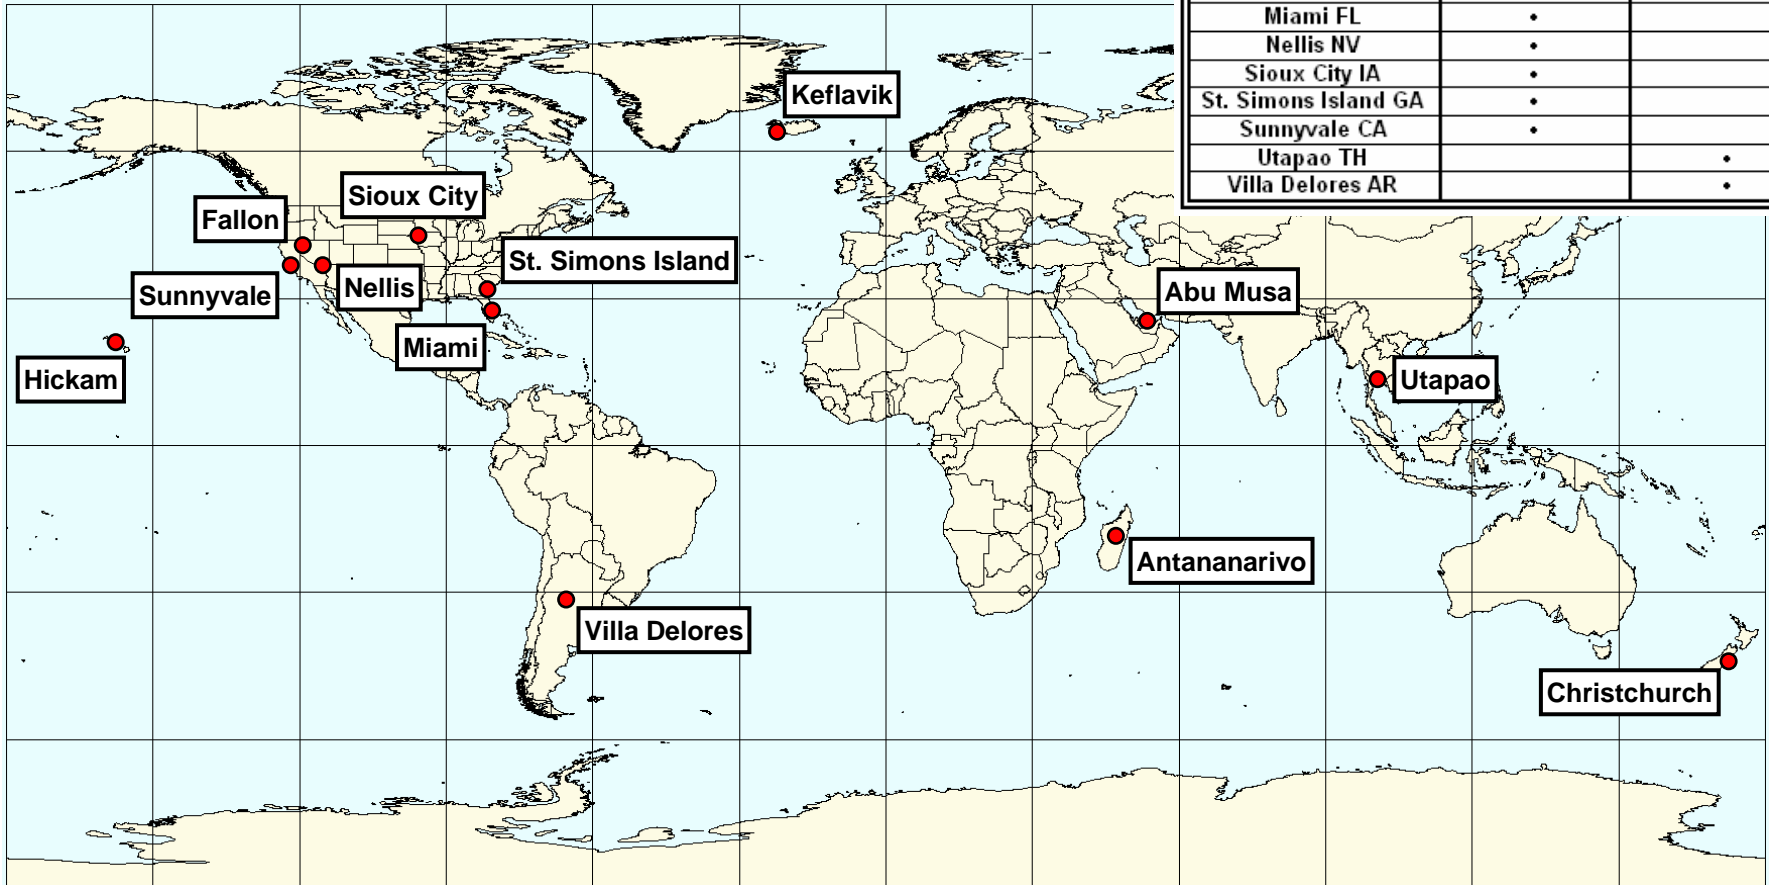 Miami FL •
Nellis NV •
Sioux City IA •
St. Simons Island GA •
Sunnyvale CA •
Utapao TH •
Villa Delores AR •
Keflavik
Sioux City
Fallon
St. Simons Island
Sunnyvale
Nellis
Abu Musa
Miami
Hickam
Utapao
Antananarivo
Villa Delores
Christchurch